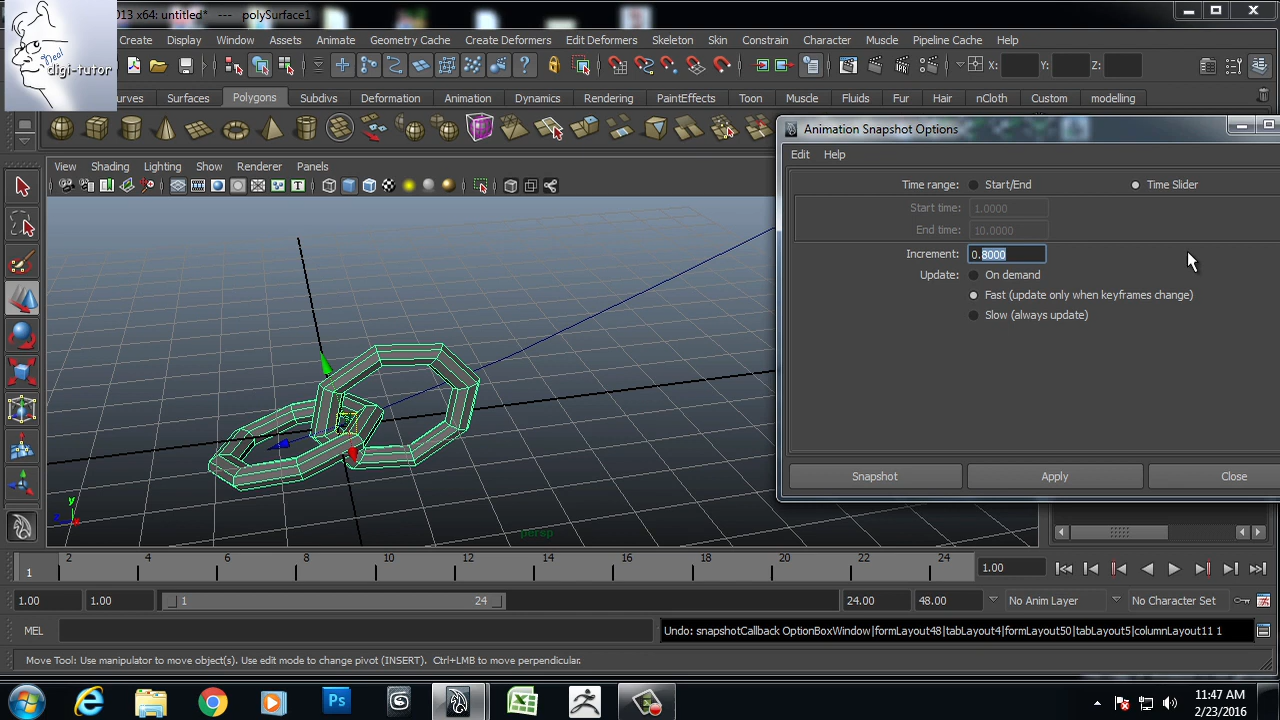 13 x64: untitled* --- polySurface1
Create Display Window Assets Animate Geometry Cache Create Deformers Edit Deformers Skeleton Skin Constrain Character Muscle Pipeline Cache Help
ideal
digi-tutor
X: Y: Z:
urves Surfaces Polygons Subdivs Deformation Animation Dynamics Rendering PaintEffects Toon Muscle Fluids Fur Hair nCloth Custom modelling
Animation Snapshot Options
Edit Help
View Shading Lighting Show Renderer Panels
Time range: Start/End Time Slider
Start time: 1.0000
End time: 10.0000
Increment: 0.8000
Update: On demand
Fast (update only when keyframes change)
Slow (always update)
Snapshot Apply Close
y
x
persp
1 2 4 6 8 10 12 14 16 18 20 22 24 1.00
1.00 1.00 1 24 24.00 48.00 No Anim Layer No Character Set
MEL Undo: snapshotCallback OptionBoxWindow|formLayout48|tabLayout4|formLayout50|tabLayout5|columnLayout11 1
Move Tool: Use manipulator to move object(s). Use edit mode to change pivot (INSERT). Ctrl+LMB to move perpendicular.
Ps
11:47 AM
2/23/2016